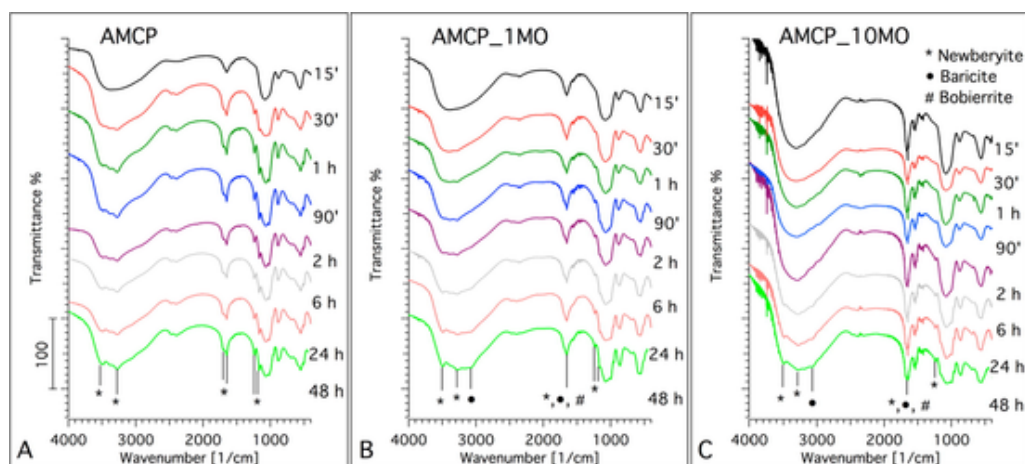 AMCP
Transmittance %
100
15'
30'
1 h
90'
2 h
6 h
24 h
48 h
* * * *
A
4000 3000 2000 1000
Wavenumber [1/cm]
AMCP_1MO
Transmittance %
15'
30'
1 h
90'
2 h
6 h
24 h
48 h
* * ● *,●, # *
B
4000 3000 2000 1000
Wavenumber [1/cm]
AMCP_10MO
* Newberyite
● Baricite
# Bobierrite
Transmittance %
15'
30'
1 h
90'
2 h
6 h
24 h
48 h
* * ● *,●, # *
C
4000 3000 2000 1000
Wavenumber [1/cm]